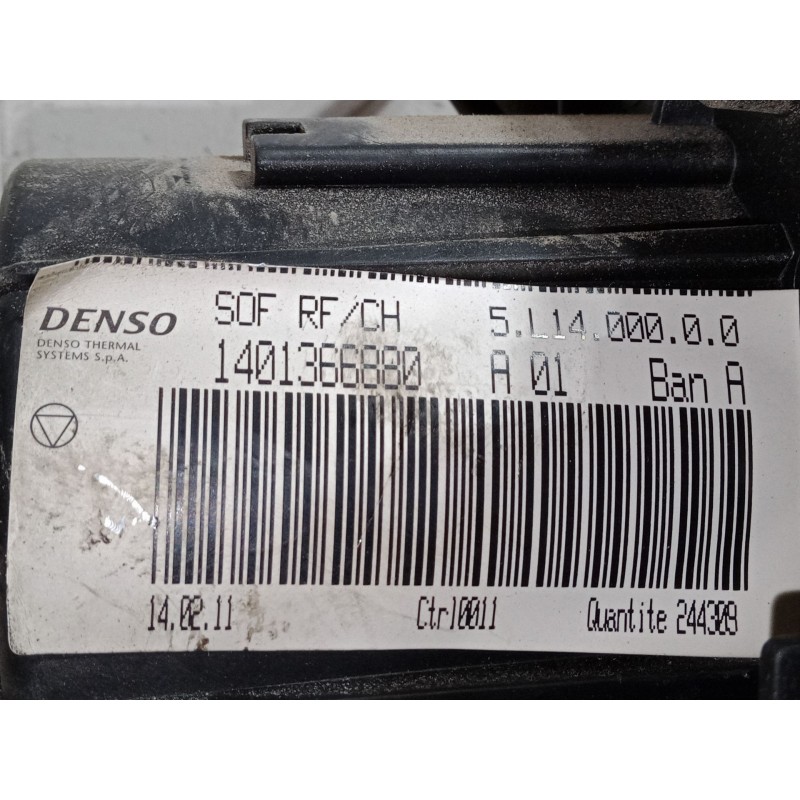 DENSO
DENSO THERMAL
SYSTEMS S.p.A.
SOF RF/CH 5.L14.000.0.0
1401366880 A 01 Ban A
14.02.11 Ctrl0011 Quantite 244309